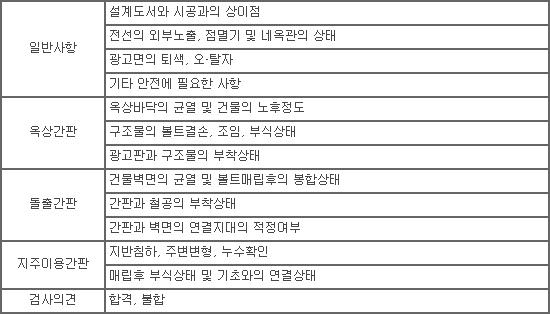 일반사항
설계도서와 시공과의 상이점
전선의 외부노출, 점멸기 및 네옥관의 상태
광고면의 퇴색, 오·탈자
기타 안전에 필요한 사항
옥상간판
옥상바닥의 균열 및 건물의 노후정도
구조물의 볼트결손, 조임, 부식상태
광고판과 구조물의 부착상태
돌출간판
건물벽면의 균열 및 볼트매립후의 봉합상태
간판과 철공의 부착상태
간판과 벽면의 연결지대의 적정여부
지주이용간판
지반침하, 주변변형, 누수확인
매립후 부식상태 및 기초와의 연결상태
검사의견
합격, 불합